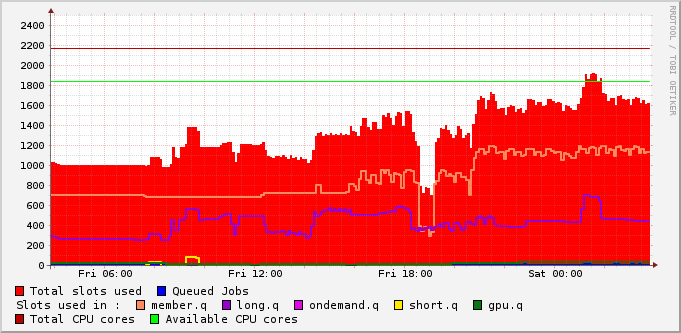 RRDTOOL / TOBI OETIKER
2400
2200
2000
1800
1600
1400
1200
1000
800
600
400
200
0
Fri 06:00 Fri 12:00 Fri 18:00 Sat 00:00
Total slots used Queued Jobs
Slots used in : member.q long.q ondemand.q short.q gpu.q
Total CPU cores Available CPU cores